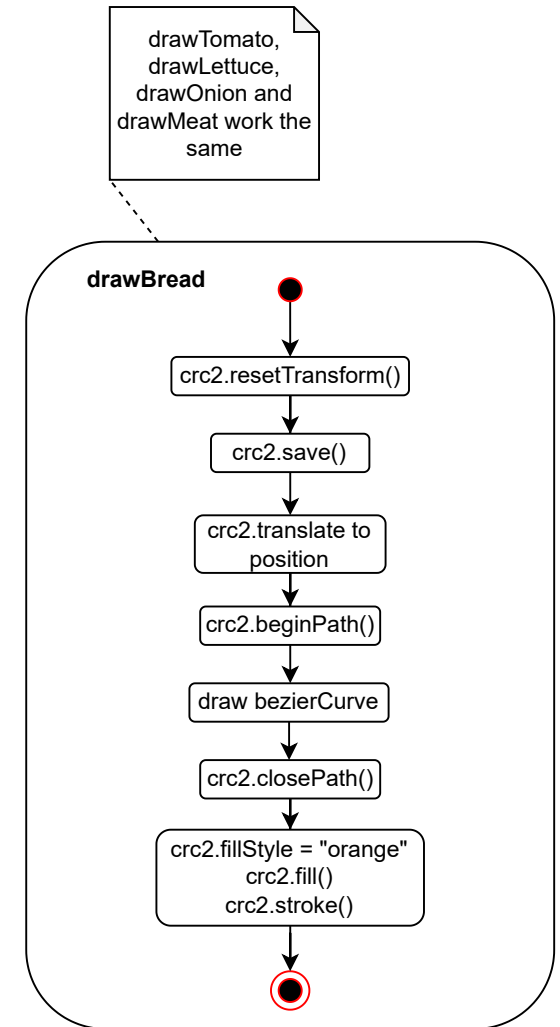 drawTomato,
drawLettuce,
drawOnion and
drawMeat work the
same
drawBread
crc2.resetTransform()
crc2.save()
crc2.translate to
position
crc2.beginPath()
draw bezierCurve
crc2.closePath()
crc2.fillStyle = "orange"
crc2.fill()
crc2.stroke()